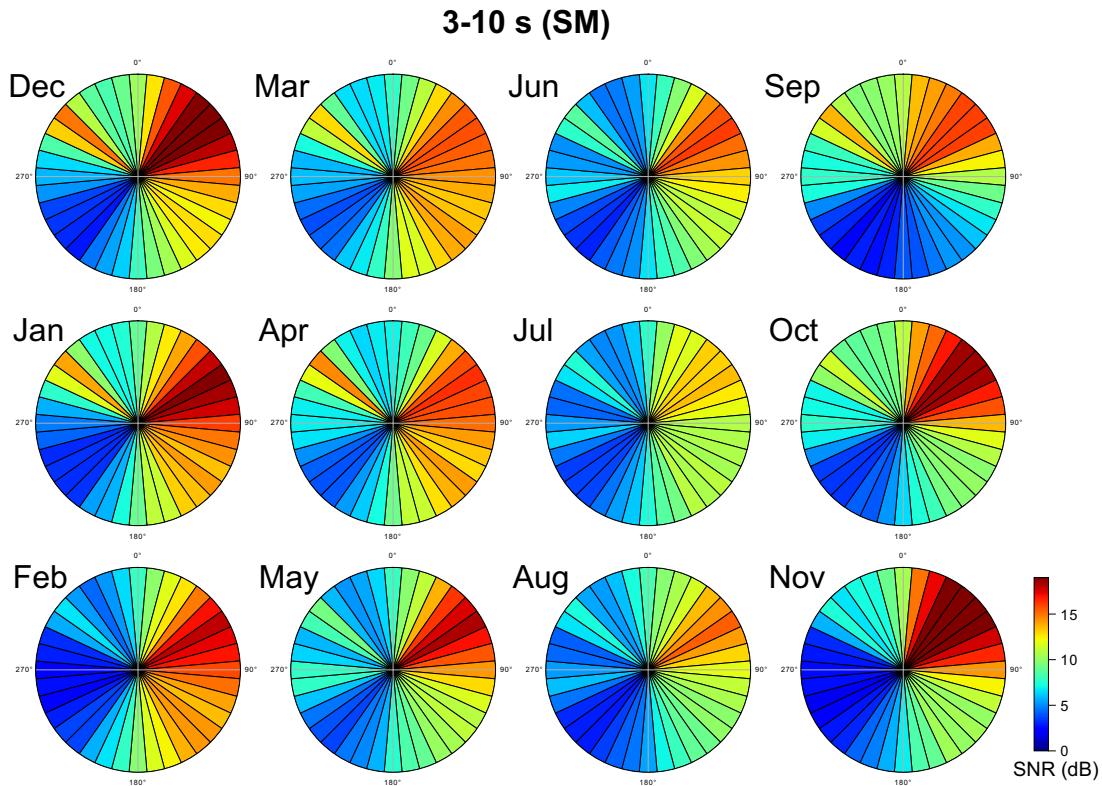 3-10 s (SM)
Dec Mar Jun Sep
0° 0° 0° 0°
270° 90° 270° 90° 270° 90° 270° 90°
180° 180° 180° 180°
Jan Apr Jul Oct
0° 0° 0° 0°
270° 90° 270° 90° 270° 90° 270° 90°
180° 180° 180° 180°
Feb May Aug Nov
0° 0° 0° 0°
270° 90° 270° 90° 270° 90° 270° 90°
180° 180° 180° 180°
15
10
5
0
SNR (dB)